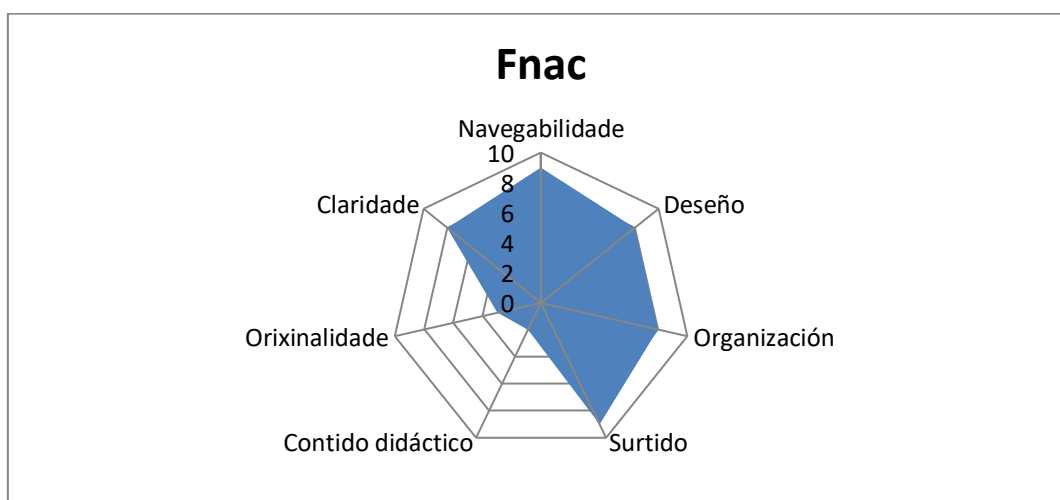 Fnac
Navegabilidade
10
8
6
4
2
0
Claridade
Deseño
Orixinalidade
Organización
Contido didáctico
Surtido